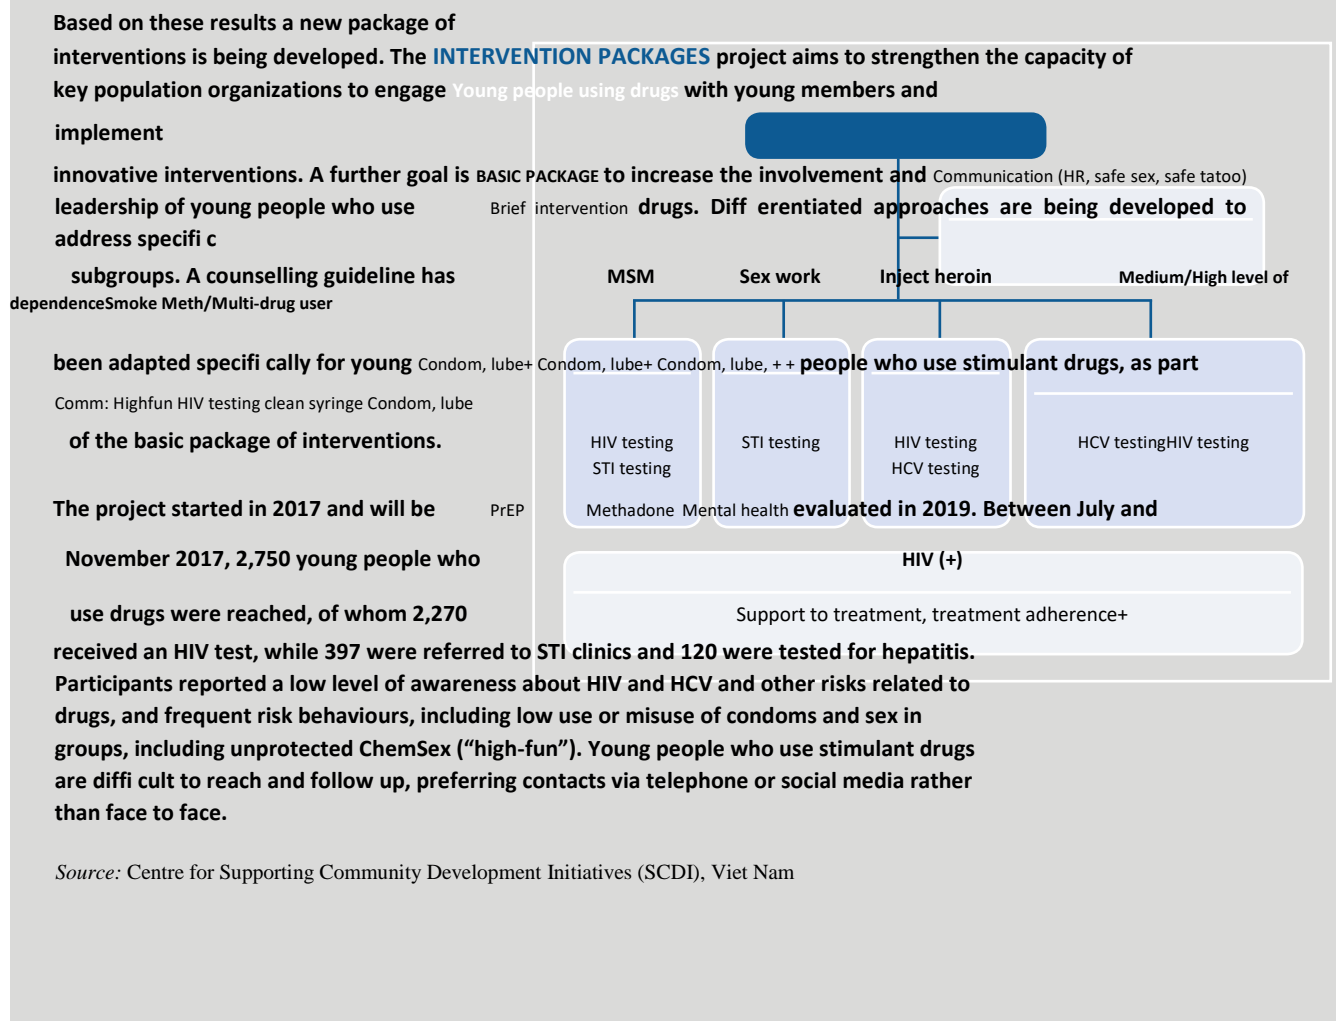 Based on these results a new package of
interventions is being developed. The INTERVENTION PACKAGES project aims to strengthen the capacity of
key population organizations to engage Young people using drugs with young members and
implement
innovative interventions. A further goal is BASIC PACKAGE to increase the involvement and Communication (HR, safe sex, safe tatoo)
leadership of young people who use Brief intervention drugs. Diff erentiated approaches are being developed to
address specifi c
subgroups. A counselling guideline has MSM Sex work Inject heroin Medium/High level of
dependenceSmoke Meth/Multi-drug user
been adapted specifi cally for young Condom, lube+ Condom, lube+ Condom, lube, + + people who use stimulant drugs, as part
Comm: Highfun HIV testing clean syringe Condom, lube
of the basic package of interventions. HIV testing STI testing HIV testing HCV testingHIV testing
STI testing HCV testing
The project started in 2017 and will be PrEP Methadone Mental health evaluated in 2019. Between July and
November 2017, 2,750 young people who HIV (+)
use drugs were reached, of whom 2,270 Support to treatment, treatment adherence+
received an HIV test, while 397 were referred to STI clinics and 120 were tested for hepatitis.
Participants reported a low level of awareness about HIV and HCV and other risks related to
drugs, and frequent risk behaviours, including low use or misuse of condoms and sex in
groups, including unprotected ChemSex (“high-fun”). Young people who use stimulant drugs
are diffi cult to reach and follow up, preferring contacts via telephone or social media rather
than face to face.
Source: Centre for Supporting Community Development Initiatives (SCDI), Viet Nam